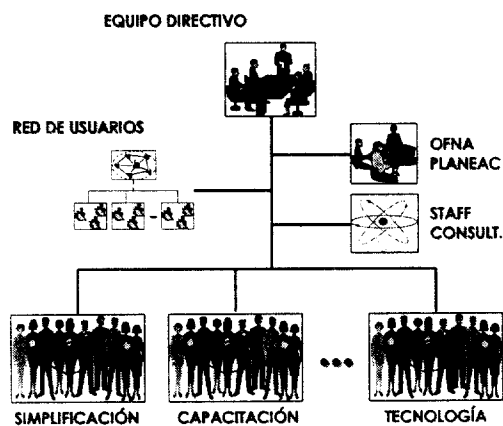 EQUIPO DIRECTIVO
RED DE USUARIOS
OFNA
PLANEAC
STAFF
CONSULT.
SIMPLIFICACIÓN
CAPACITACIÓN
TECNOLOGÍA